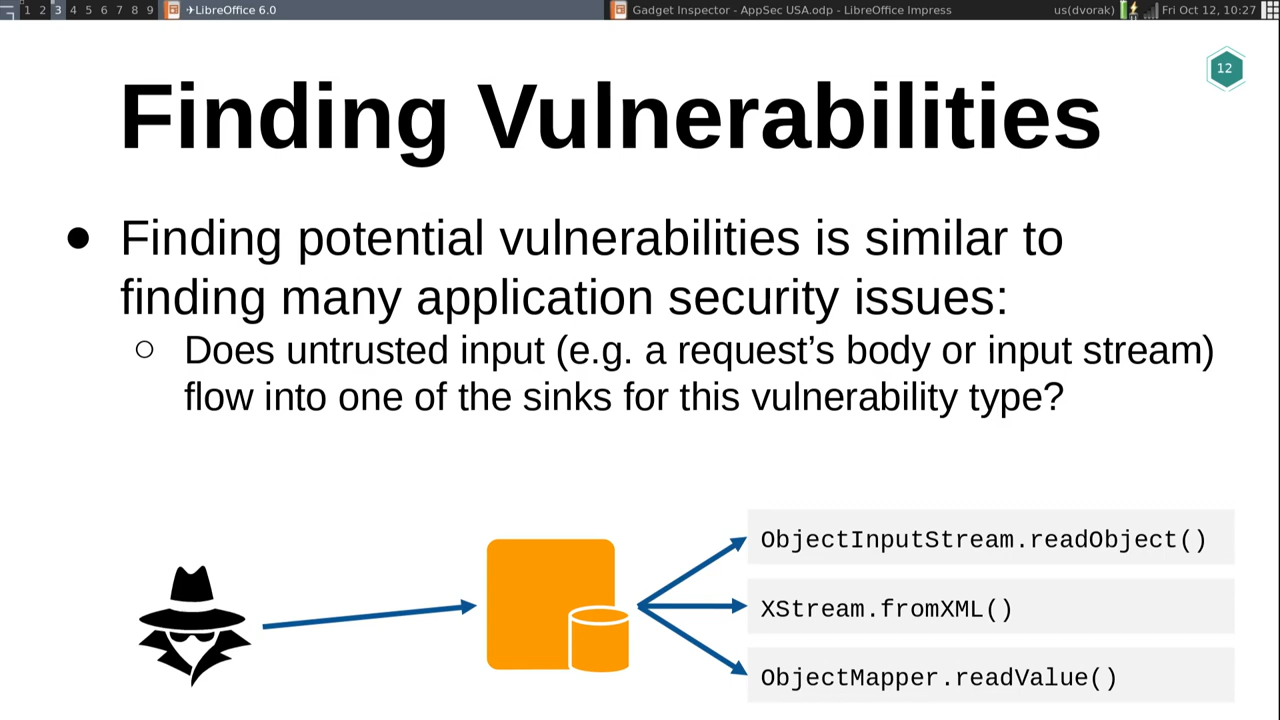 1 2 3 4 5 6 7 8 9 ✈LibreOffice 6.0 Gadget Inspector - AppSec USA.odp - LibreOffice Impress us(dvorak) Fri Oct 12, 10:27
12
Finding Vulnerabilities
● Finding potential vulnerabilities is similar to
finding many application security issues:
○ Does untrusted input (e.g. a request’s body or input stream)
flow into one of the sinks for this vulnerability type?
ObjectInputStream.readObject()
XStream.fromXML()
ObjectMapper.readValue()